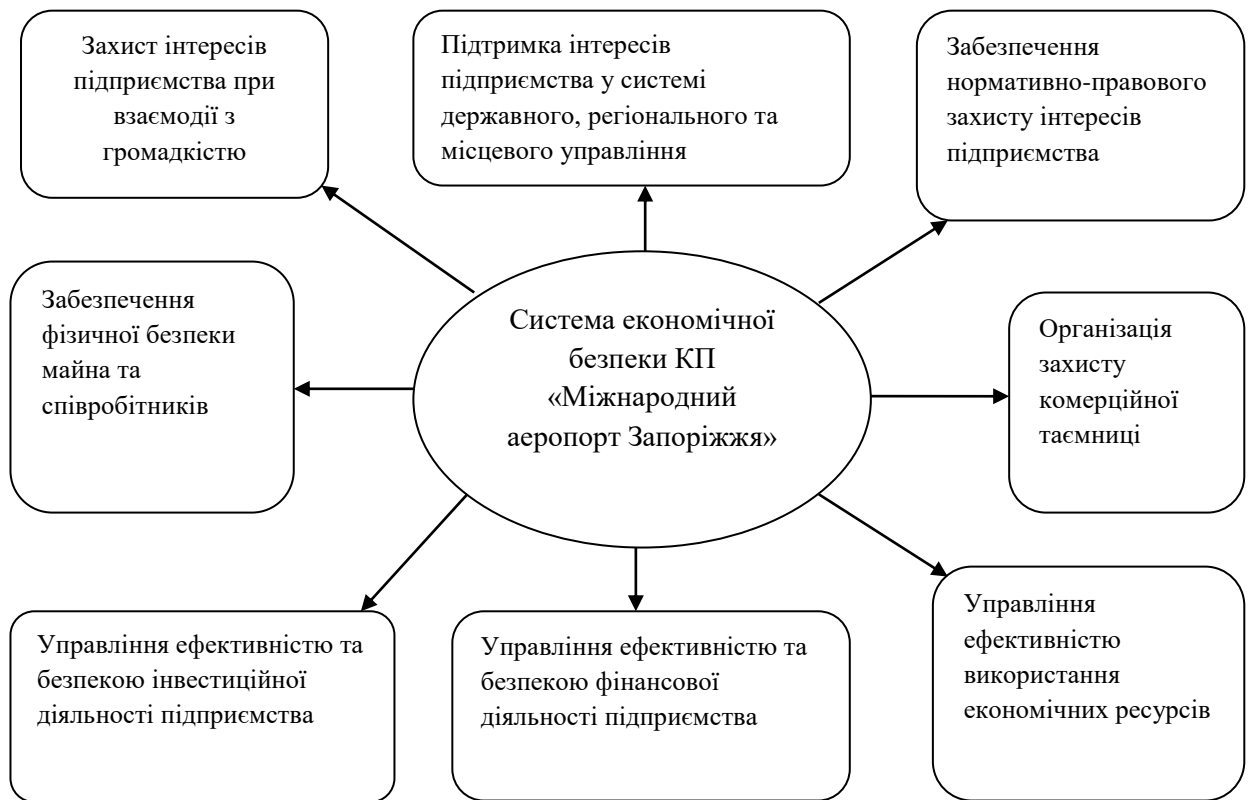 Захист інтересів
підприємства при
взаємодії з
громадкістю
Підтримка інтересів
підприємства у системі
державного, регіонального та
місцевого управління
Забезпечення
нормативно-правового
захисту інтересів
підприємства
Забезпечення
фізичної безпеки
майна та
співробітників
Система економічної
безпеки КП
«Міжнародний
аеропорт Запоріжжя»
Організація
захисту
комерційної
таємниці
Управління ефективністю та
безпекою інвестиційної
діяльності підприємства
Управління ефективністю та
безпекою фінансової
діяльності підприємства
Управління
ефективністю
використання
економічних ресурсів